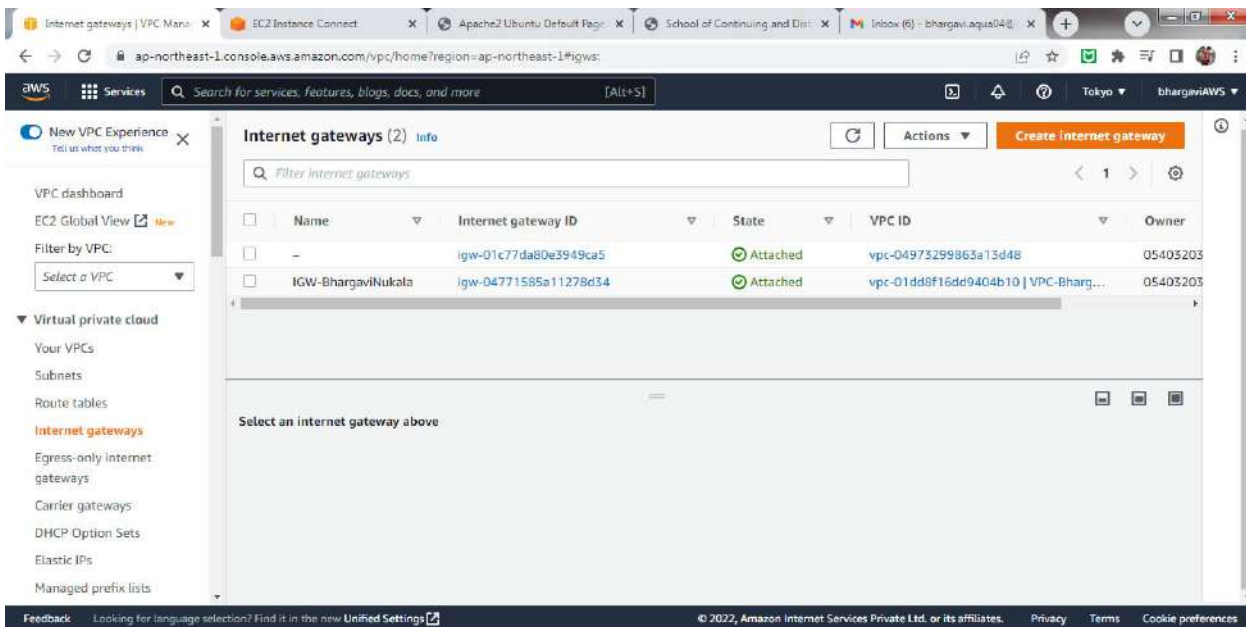 Internet gateways | VPC Mana
EC2 Instance Connect
Apache2 Ubuntu Default Page
School of Continuing and Dist
Inbox (6) - bhargavi.aqua04@
ap-northeast-1.console.aws.amazon.com/vpc/home?region=ap-northeast-1#igws:
aws
Services
Search for services, features, blogs, docs, and more
[Alt+S]
Tokyo
bhargaviAWS
New VPC Experience
Tell us what you think
Internet gateways (2) Info
Actions
Create internet gateway
Filter internet gateways
1
VPC dashboard
EC2 Global View New
Filter by VPC:
Select a VPC
Name Internet gateway ID State VPC ID Owner
– igw-01c77da80e3949ca5 Attached vpc-04973299863a13d48 05403203
IGW-BhargaviNukala igw-04771585a11278d34 Attached vpc-01dd8f16dd9404b10 | VPC-Bharg... 05403203
Virtual private cloud
Your VPCs
Subnets
Route tables
Internet gateways
Egress-only internet
gateways
Carrier gateways
DHCP Option Sets
Elastic IPs
Managed prefix lists
Select an internet gateway above
Feedback
Looking for language selection? Find it in the new Unified Settings
© 2022, Amazon Internet Services Private Ltd. or its affiliates.
Privacy
Terms
Cookie preferences